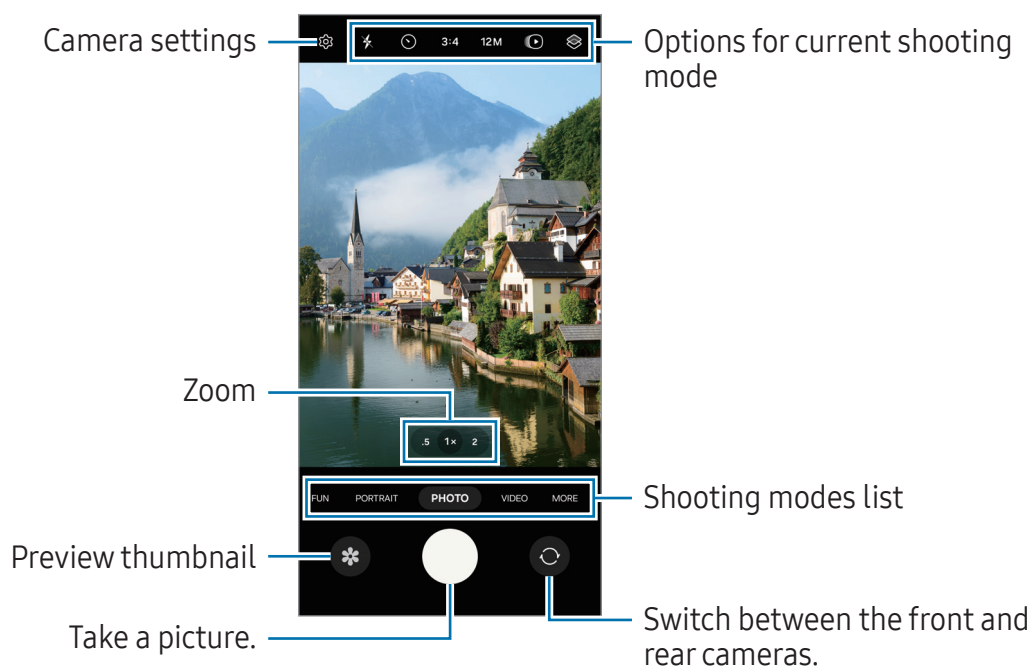 Camera settings
3:4 12M
Options for current shooting
mode
Zoom
.5 1× 2
FUN PORTRAIT PHOTO VIDEO MORE
Shooting modes list
Preview thumbnail
Take a picture.
Switch between the front and
rear cameras.